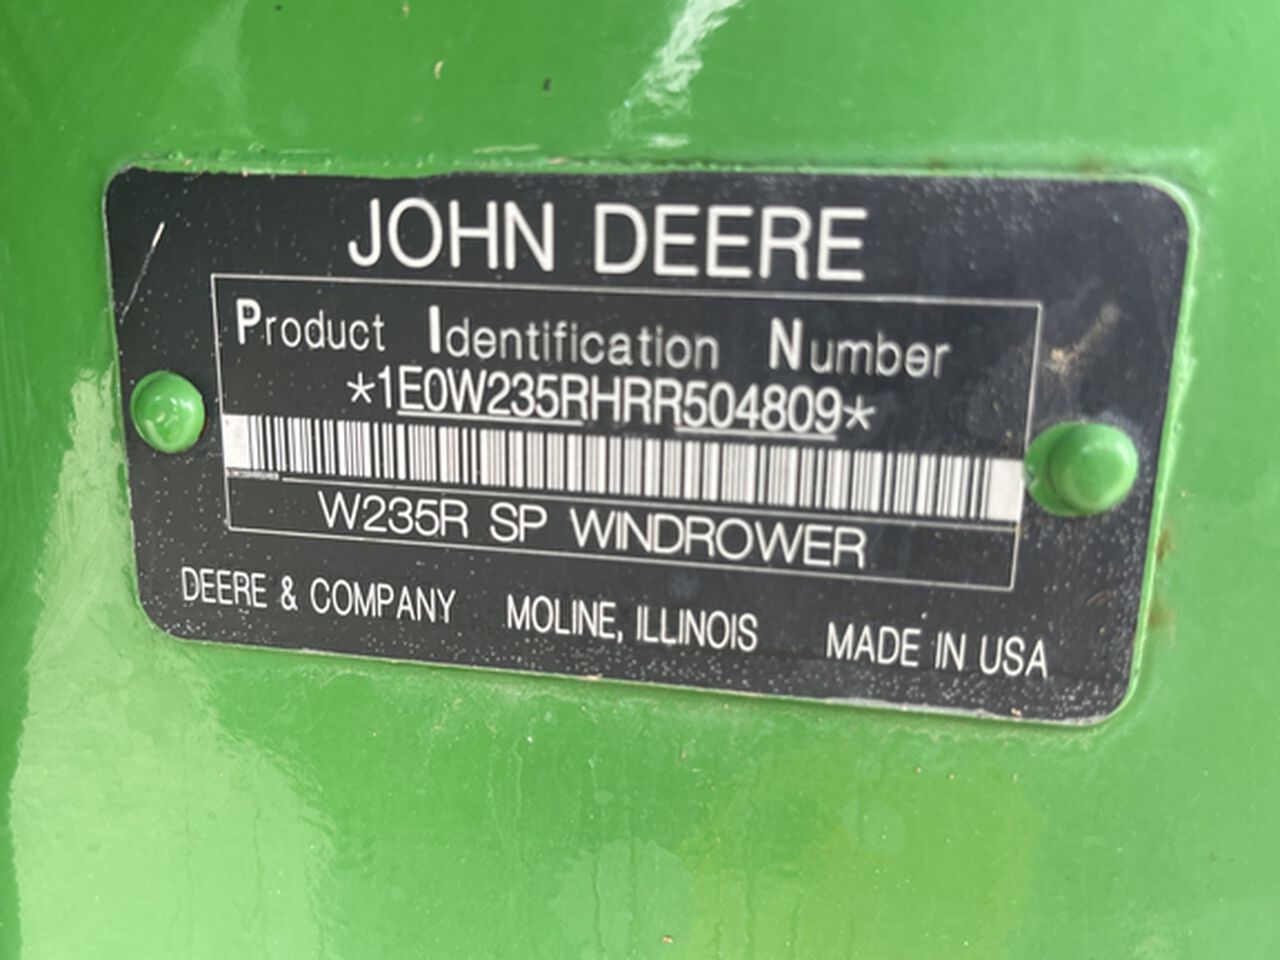 JOHN DEERE
Product Identification Number
*1E0W235RHRR504809*
W235R SP WINDROWER
DEERE & COMPANY MOLINE, ILLINOIS MADE IN USA